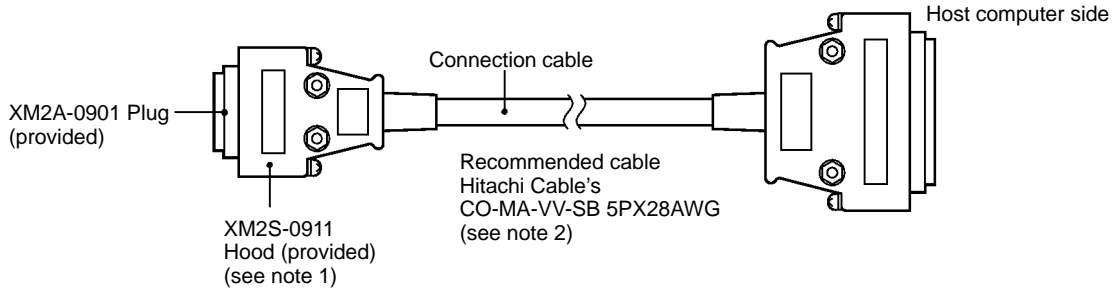 Host computer side
Connection cable
XM2A-0901 Plug
(provided)
Recommended cable
Hitachi Cable's
CO-MA-VV-SB 5PX28AWG
(see note 2)
XM2S-0911
Hood (provided)
(see note 1)